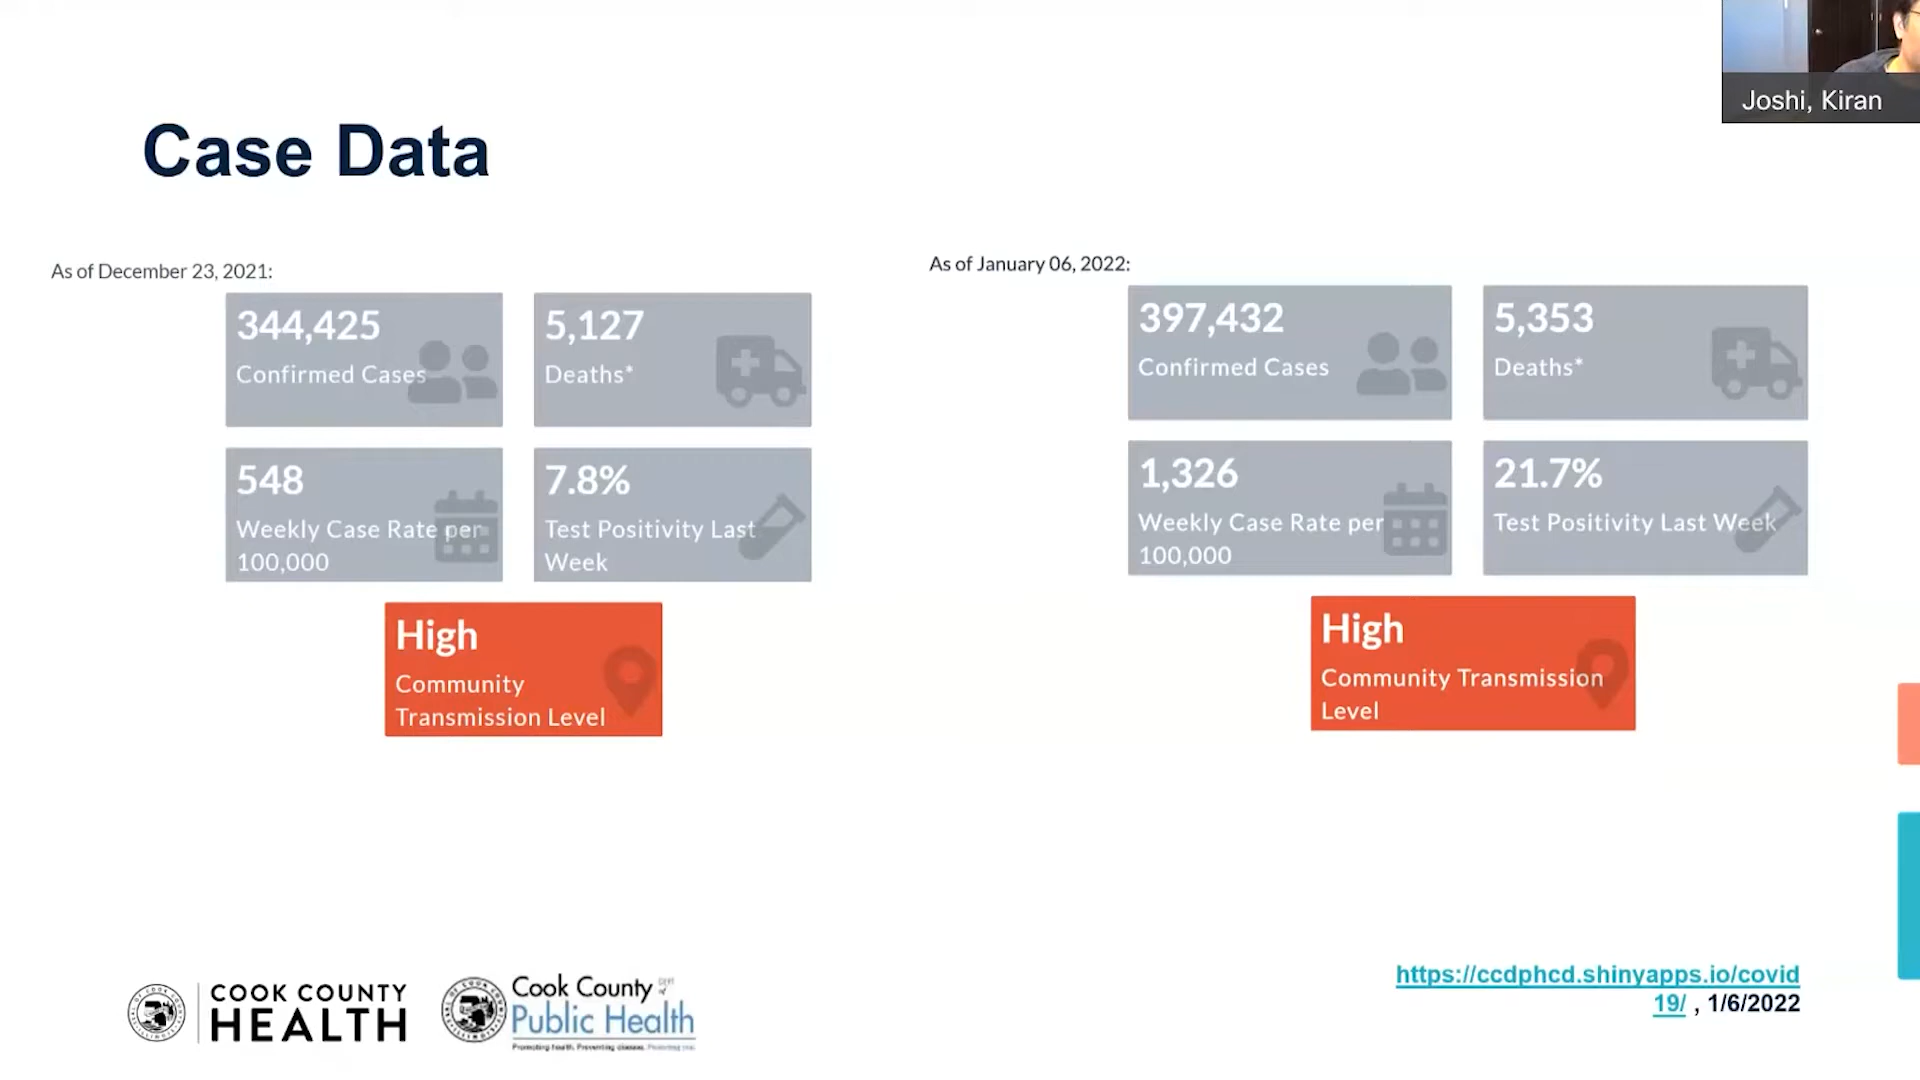 Joshi, Kiran
Case Data
As of December 23, 2021:
344,425
Confirmed Cases
5,127
Deaths*
548
Weekly Case Rate per
100,000
7.8%
Test Positivity Last
Week
High
Community
Transmission Level
As of January 06, 2022:
397,432
Confirmed Cases
5,353
Deaths*
1,326
Weekly Case Rate per
100,000
21.7%
Test Positivity Last Week
High
Community Transmission
Level
COOK COUNTY
HEALTH
Cook County
Public Health
Promoting health. Preventing disease.
https://ccdphcd.shinyapps.io/covid
19/ , 1/6/2022